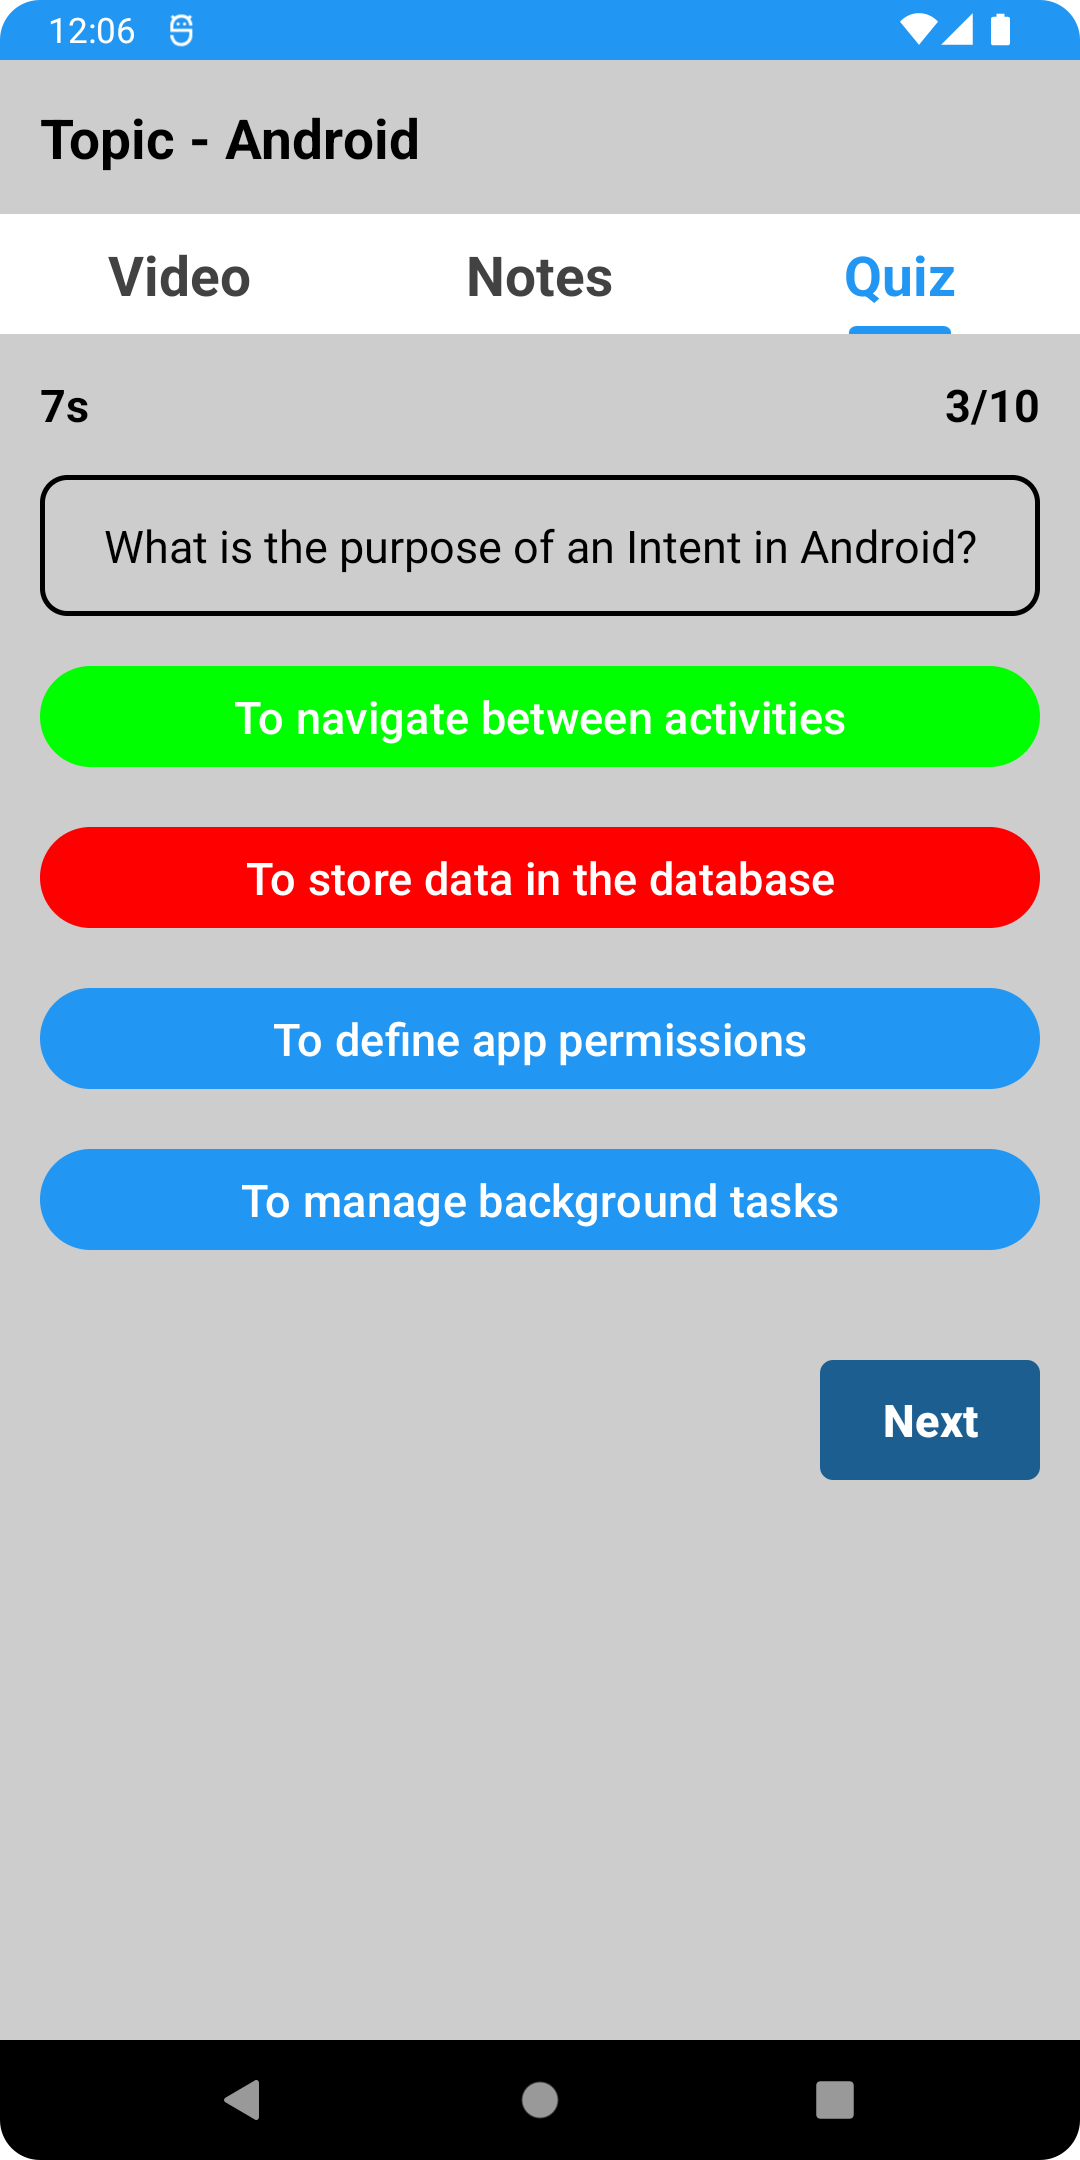 12:06
Topic - Android
Video Notes Quiz
7s 3/10
What is the purpose of an Intent in Android?
To navigate between activities
To store data in the database
To define app permissions
To manage background tasks
Next